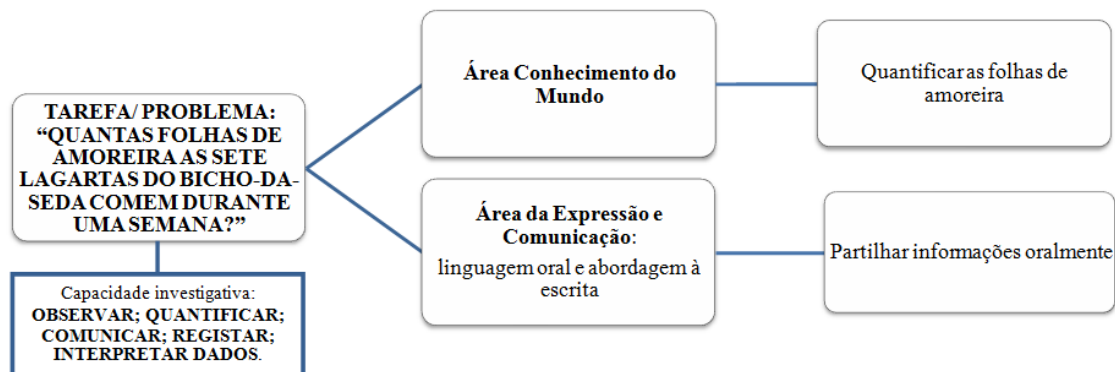 TAREFA/ PROBLEMA:
“QUANTAS FOLHAS DE
AMOREIRA AS SETE
LAGARTAS DO BICHO-DA-
SEDA COMEM DURANTE
UMA SEMANA?”
Capacidade investigativa:
OBSERVAR; QUANTIFICAR;
COMUNICAR; REGISTAR;
INTERPRETAR DADOS.
Área Conhecimento do
Mundo
Quantificar as folhas de
amoreira
Área da Expressão e
Comunicação:
linguagem oral e abordagem à
escrita
Partilhar informações oralmente